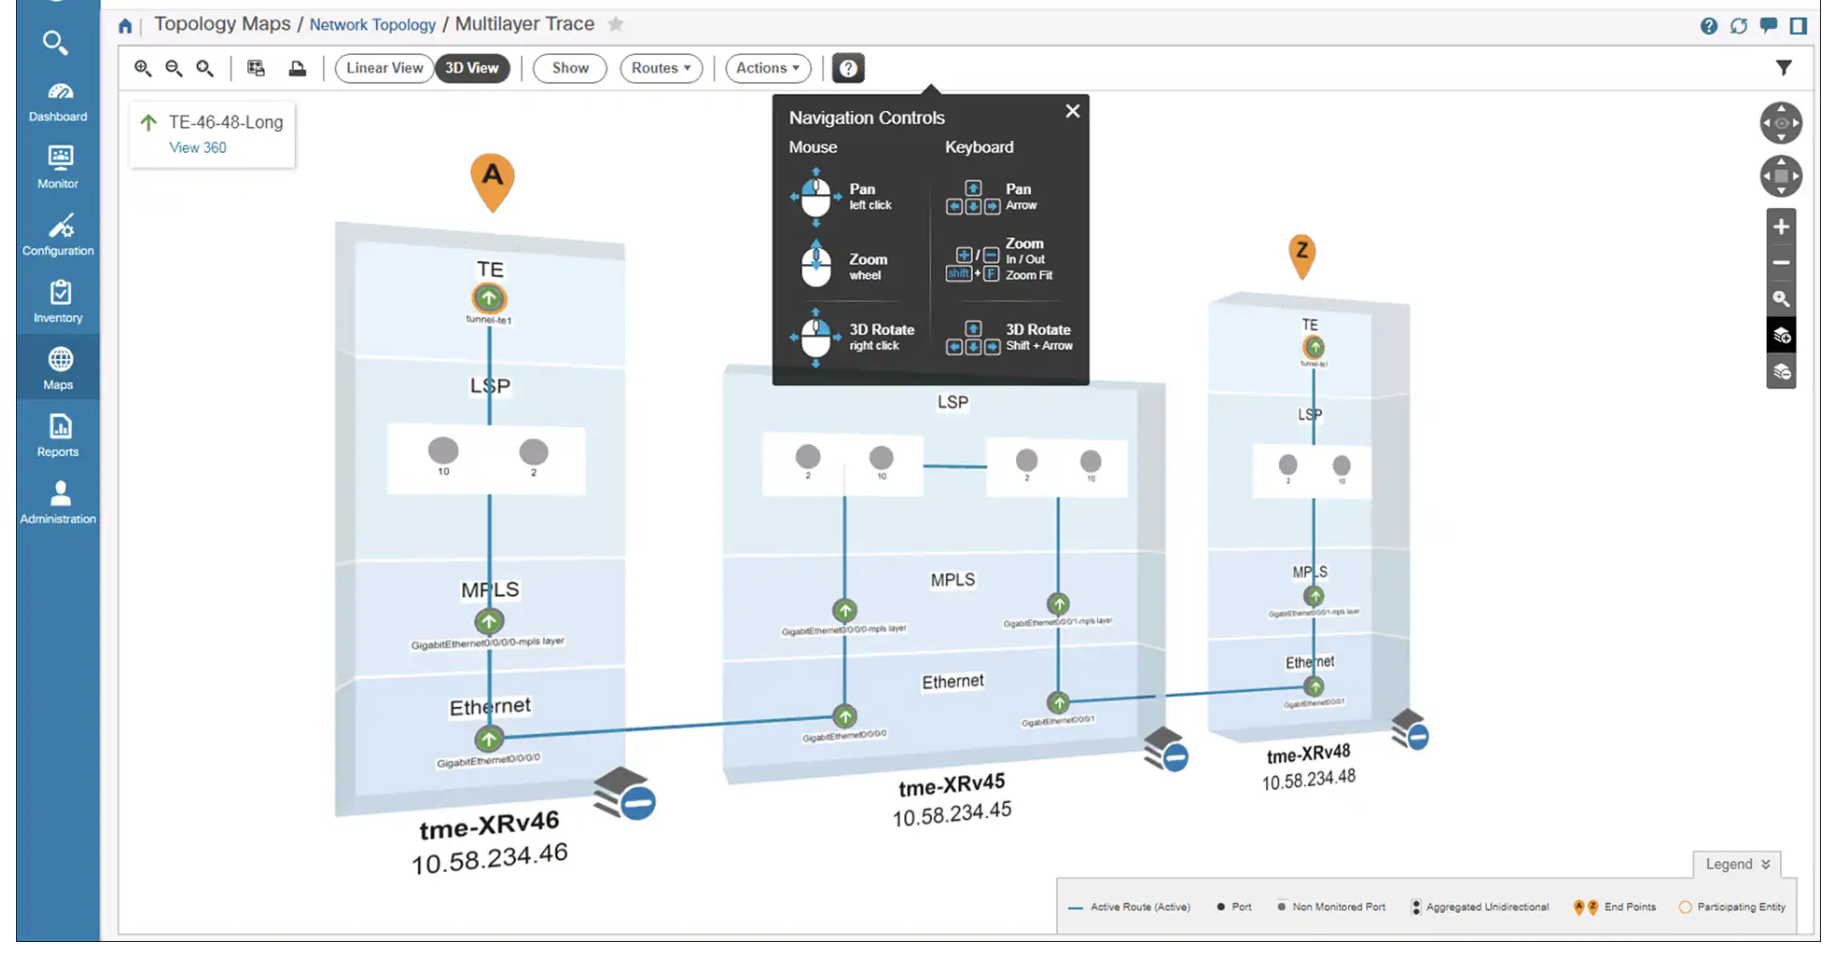 Topology Maps / Network Topology / Multilayer Trace
Dashboard
Monitor
Configuration
Inventory
Maps
Reports
Administration
Linear View
3D View
Show
Routes
Actions
?
TE-46-48-Long
View 360
Navigation Controls
Mouse
Keyboard
Pan
left click
Pan
Arrow
Zoom
wheel
Zoom
+ / − In / Out
shift + F Zoom Fit
3D Rotate
right click
3D Rotate
Shift + Arrow
A
TE
tunnel-te1
LSP
10
2
MPLS
GigabitEthernet0/0/0/0-mpls layer
Ethernet
GigabitEthernet0/0/0/0
tme-XRv46
10.58.234.46
LSP
2
10
2
10
MPLS
GigabitEthernet0/0/0/0-mpls layer
GigabitEthernet0/0/0/1-mpls layer
Ethernet
GigabitEthernet0/0/0/0
GigabitEthernet0/0/0/1
tme-XRv45
10.58.234.45
Z
TE
tunnel-te1
LSP
2
10
MPLS
GigabitEthernet0/0/0/1-mpls layer
Ethernet
GigabitEthernet0/0/0/1
tme-XRv48
10.58.234.48
Legend
Active Route (Active)
Port
Non Monitored Port
Aggregated Unidirectional
A Z End Points
Participating Entity